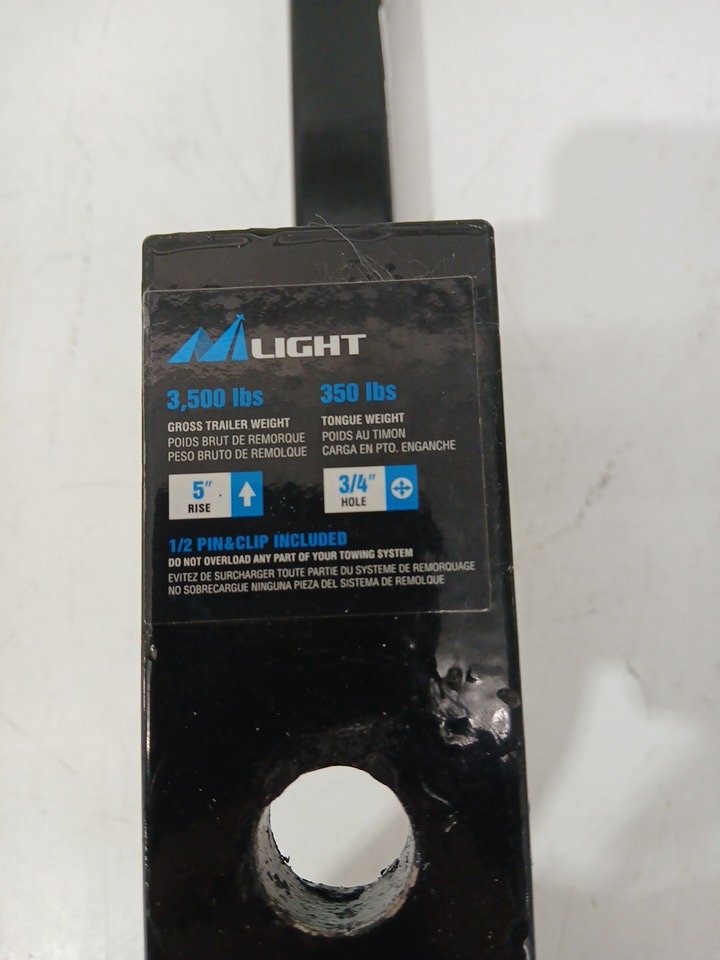 LIGHT
3,500 lbs
GROSS TRAILER WEIGHT
POIDS BRUT DE REMORQUE
PESO BRUTO DE REMOLQUE
350 lbs
TONGUE WEIGHT
POIDS AU TIMON
CARGA EN PTO. ENGANCHE
5"
RISE
3/4"
HOLE
1/2 PIN&CLIP INCLUDED
DO NOT OVERLOAD ANY PART OF YOUR TOWING SYSTEM
EVITEZ DE SURCHARGER TOUTE PARTIE DU SYSTEME DE REMORQUAGE
NO SOBRECARGUE NINGUNA PIEZA DEL SISTEMA DE REMOLQUE